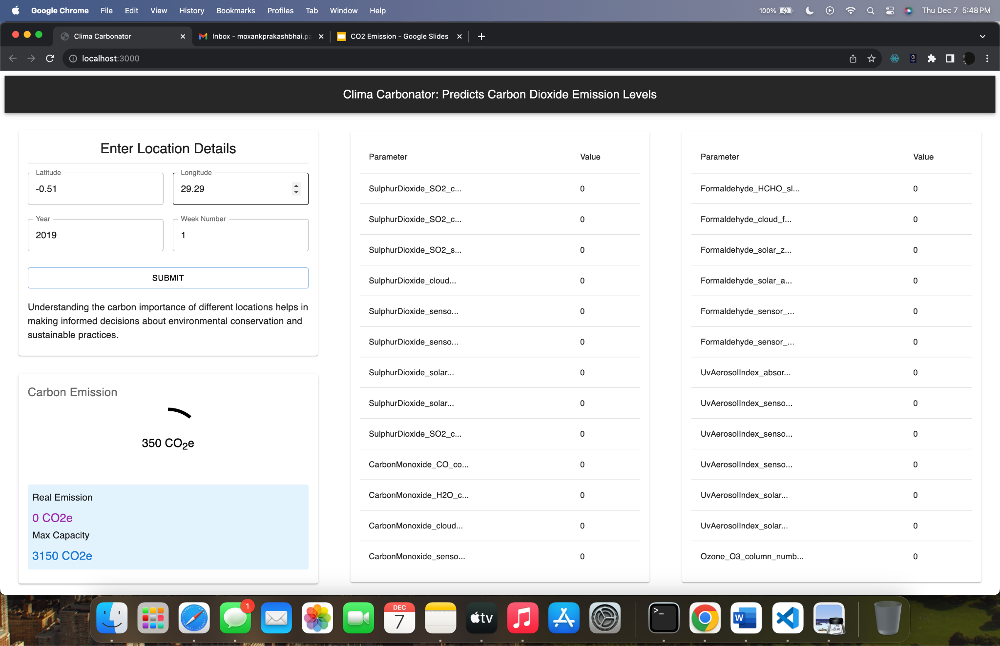 Google Chrome File Edit View History Bookmarks Profiles Tab Window Help 100% Thu Dec 7 5:48 PM
Clima Carbonator Inbox - moxankprakashbhai.pa CO2 Emission - Google Slides
localhost:3000
Clima Carbonator: Predicts Carbon Dioxide Emission Levels
Enter Location Details
Latitude Longitude
-0.51 29.29
Year Week Number
2019 1
SUBMIT
Understanding the carbon importance of different locations helps in
making informed decisions about environmental conservation and
sustainable practices.
Carbon Emission
350 CO2e
Real Emission
0 CO2e
Max Capacity
3150 CO2e
Parameter Value
SulphurDioxide_SO2_c... 0
SulphurDioxide_SO2_c... 0
SulphurDioxide_SO2_s... 0
SulphurDioxide_cloud... 0
SulphurDioxide_senso... 0
SulphurDioxide_senso... 0
SulphurDioxide_solar... 0
SulphurDioxide_solar... 0
SulphurDioxide_SO2_c... 0
CarbonMonoxide_CO_co... 0
CarbonMonoxide_H2O_c... 0
CarbonMonoxide_cloud... 0
CarbonMonoxide_senso... 0
Parameter Value
Formaldehyde_HCHO_sl... 0
Formaldehyde_cloud_f... 0
Formaldehyde_solar_z... 0
Formaldehyde_solar_a... 0
Formaldehyde_sensor_... 0
Formaldehyde_sensor_... 0
UvAerosolIndex_absor... 0
UvAerosolIndex_senso... 0
UvAerosolIndex_senso... 0
UvAerosolIndex_senso... 0
UvAerosolIndex_solar... 0
UvAerosolIndex_solar... 0
Ozone_O3_column_numb... 0
1
DEC
7
tv
>_
W